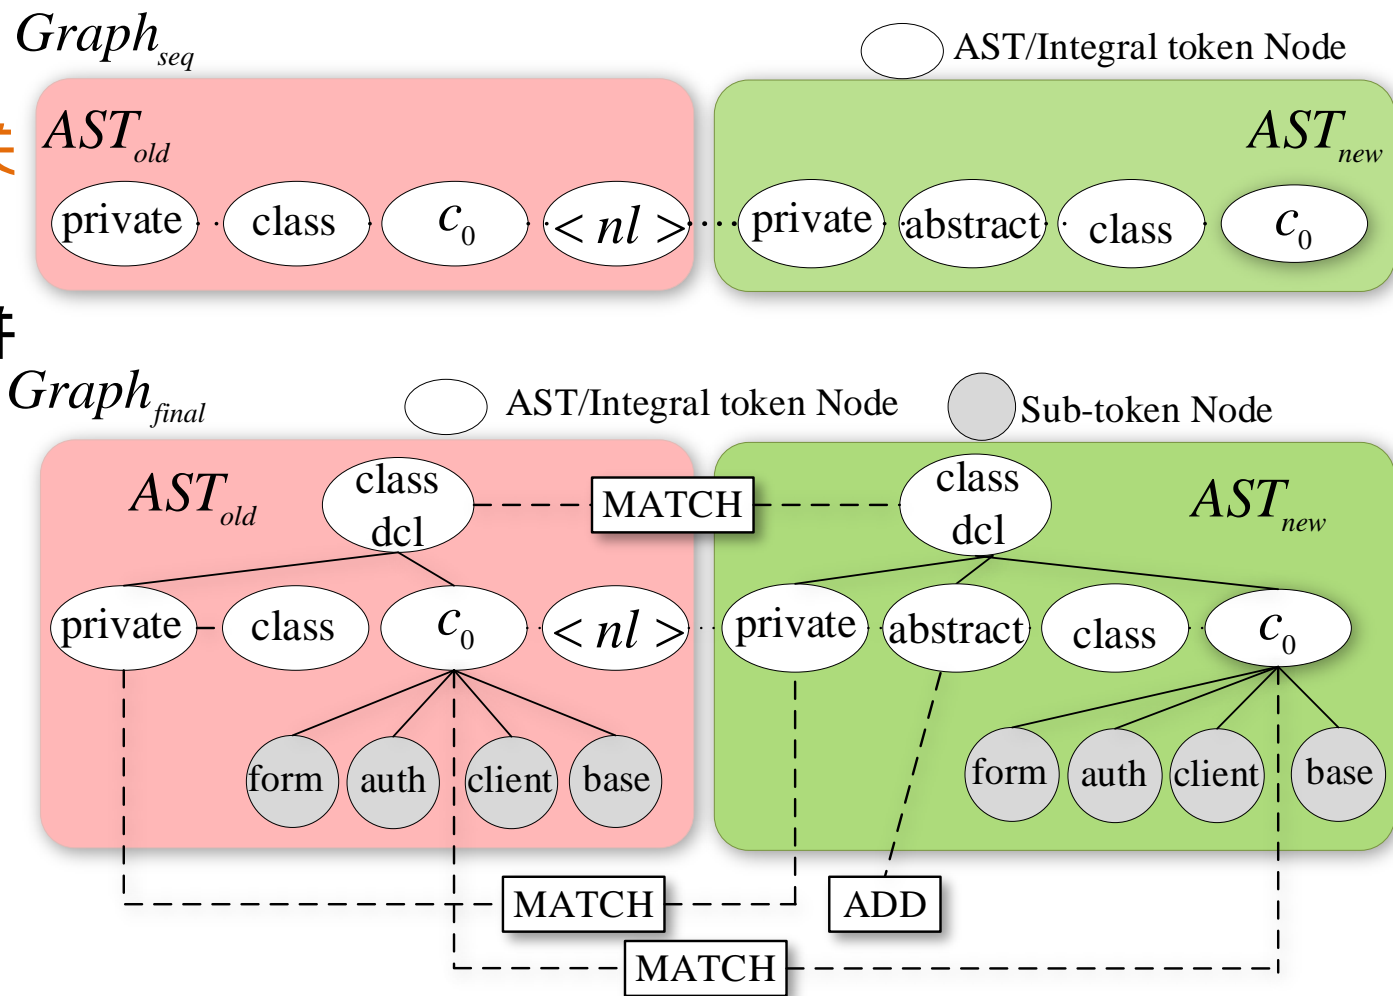 Graph_seq
AST/Integral token Node
AST_old
AST_new
private class c_0 <nl> private abstract class c_0
Graph_final
AST/Integral token Node
Sub-token Node
AST_old
class dcl
MATCH
class dcl
AST_new
private class c_0 <nl> private abstract class c_0
form auth client base form auth client base
MATCH
ADD
MATCH